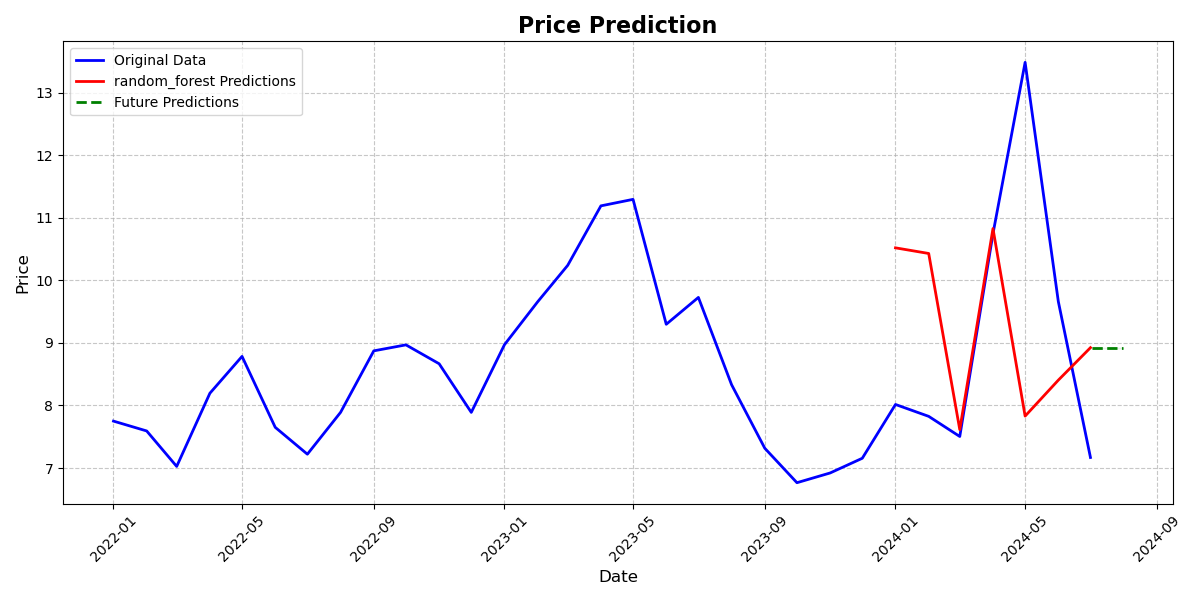 Price Prediction
Original Data
random_forest Predictions
Future Predictions
Price
13
12
11
10
9
8
7
2022-01
2022-05
2022-09
2023-01
2023-05
2023-09
2024-01
2024-05
2024-09
Date